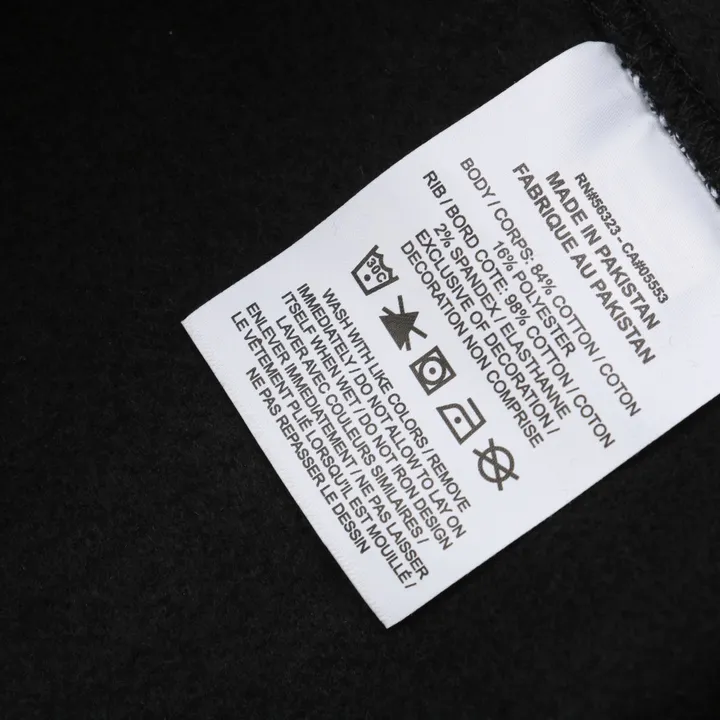 RN#56323 - CA#05553
MADE IN PAKISTAN
FABRIQUE AU PAKISTAN
BODY / CORPS: 84% COTTON / COTON
16% POLYESTER
RIB / BORD COTE: 98% COTTON / COTON
2% SPANDEX / ELASTHANNE
EXCLUSIVE OF DECORATION /
DECORATION NON COMPRISE
30C
WASH WITH LIKE COLORS / REMOVE
IMMEDIATELY / DO NOT ALLOW TO LAY ON
ITSELF WHEN WET / DO NOT IRON DESIGN
LAVER AVEC COULEURS SIMILAIRES /
ENLEVER IMMEDIATEMENT / NE PAS LAISSER
LE VÊTEMENT PLIÉ LORSQU'IL EST MOUILLÉ /
NE PAS REPASSER LE DESSIN